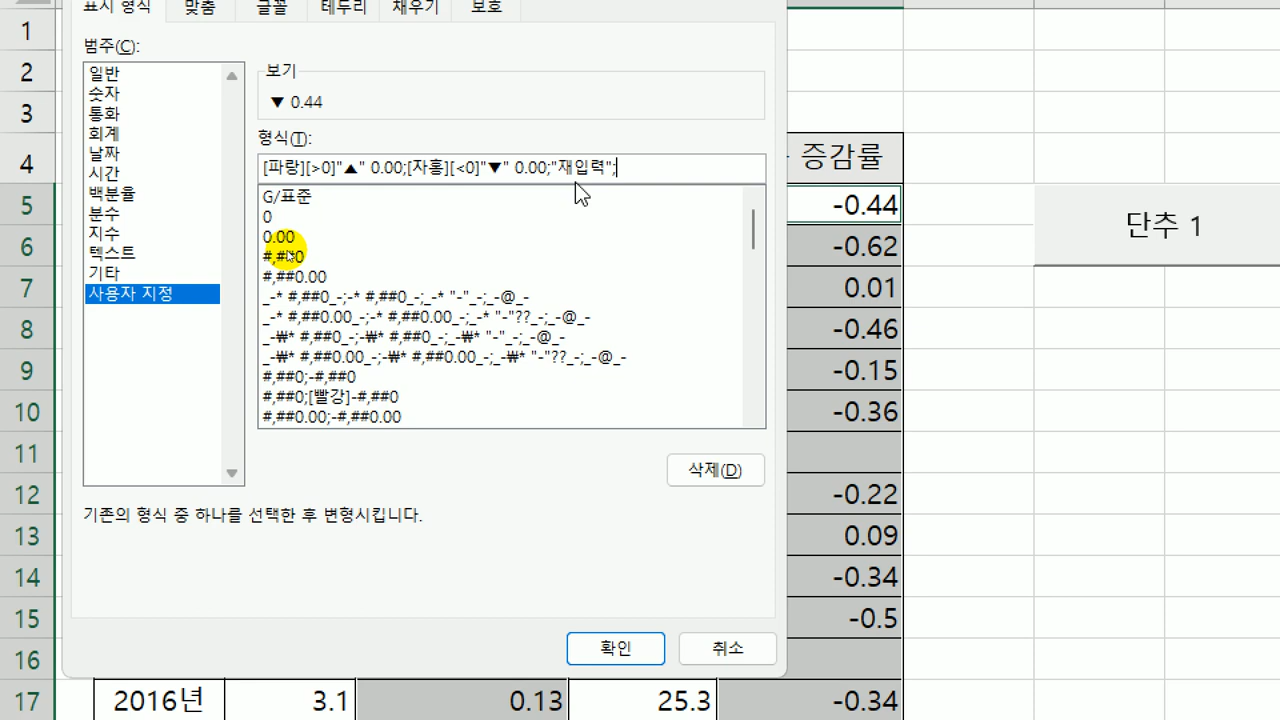 표시 형식 맞춤 글꼴 테두리 채우기 보호
범주(C):
일반
숫자
통화
회계
날짜
시간
백분율
분수
지수
텍스트
기타
사용자 지정
보기
▼ 0.44
형식(T):
[파랑][>0]"▲" 0.00;[자홍][<0]"▼" 0.00;"재입력";
G/표준
0
0.00
#,##0
#,##0.00
_-* #,##0_-;-* #,##0_-;_-* "-"_-;_-@_-
_-* #,##0.00_-;-* #,##0.00_-;_-* "-"??_-;_-@_-
_-₩* #,##0_-;-₩* #,##0_-;_-₩* "-"_-;_-@_-
_-₩* #,##0.00_-;-₩* #,##0.00_-;_-₩* "-"??_-;_-@_-
#,##0;-#,##0
#,##0;[빨강]-#,##0
#,##0.00;-#,##0.00
삭제(D)
기존의 형식 중 하나를 선택한 후 변형시킵니다.
확인 취소
1
2
3
4 증감률
5 -0.44
6 -0.62
7 0.01
8 -0.46
9 -0.15
10 -0.36
11
12 -0.22
13 0.09
14 -0.34
15 -0.5
16
17 2016년 3.1 0.13 25.3 -0.34
단추 1